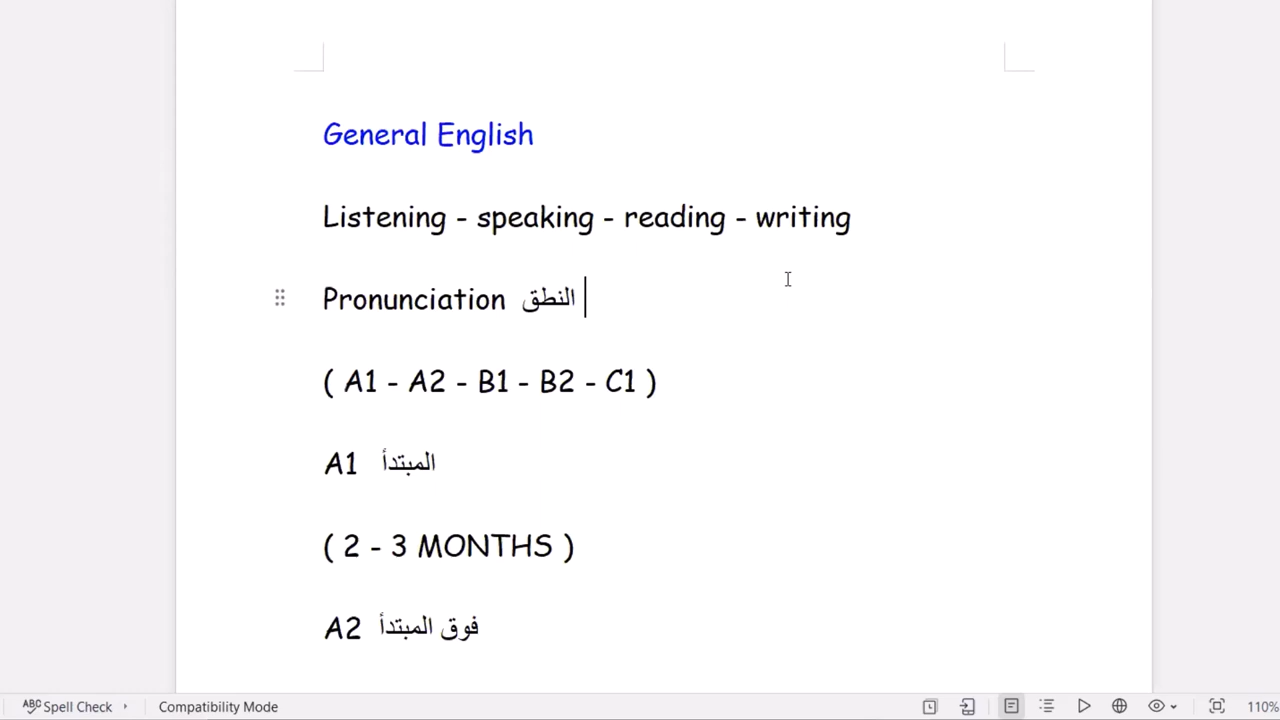 General English
Listening - speaking - reading - writing
Pronunciation النطق
( A1 - A2 - B1 - B2 - C1 )
A1 المبتدأ
( 2 - 3 MONTHS )
A2 فوق المبتدأ
ABC Spell Check
Compatibility Mode
110%